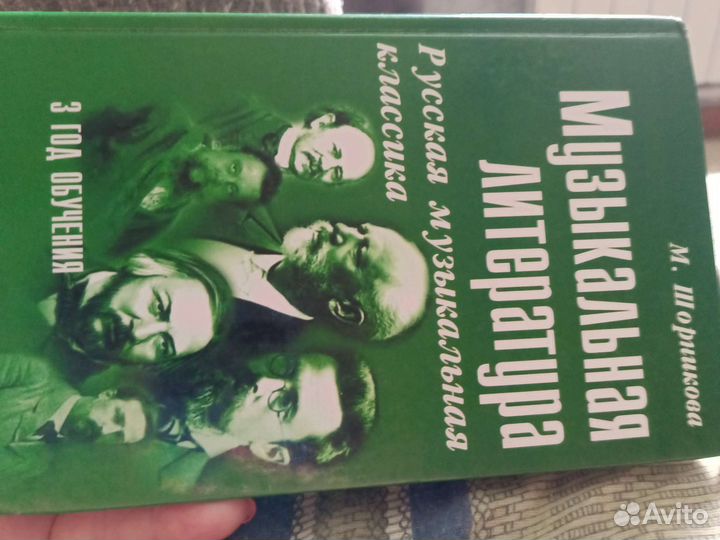 М. Шорникова
Музыкальная
литература
Русская музыкальная
классика
3 ГОД ОБУЧЕНИЯ
Avito